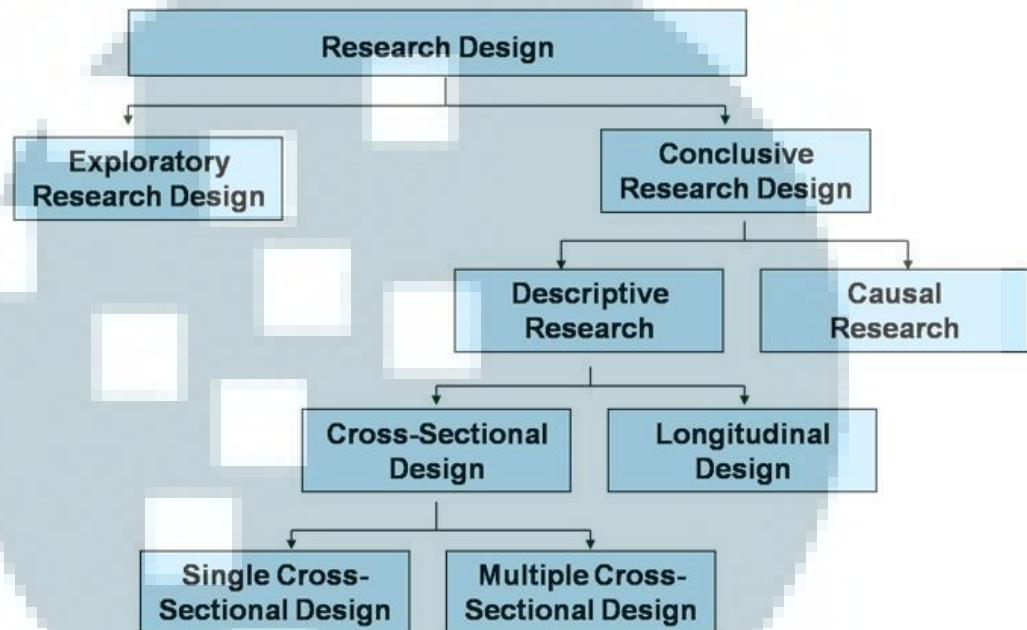 Research Design
Exploratory
Research Design
Conclusive
Research Design
Descriptive
Research
Causal
Research
Cross-Sectional
Design
Longitudinal
Design
Single Cross-
Sectional Design
Multiple Cross-
Sectional Design